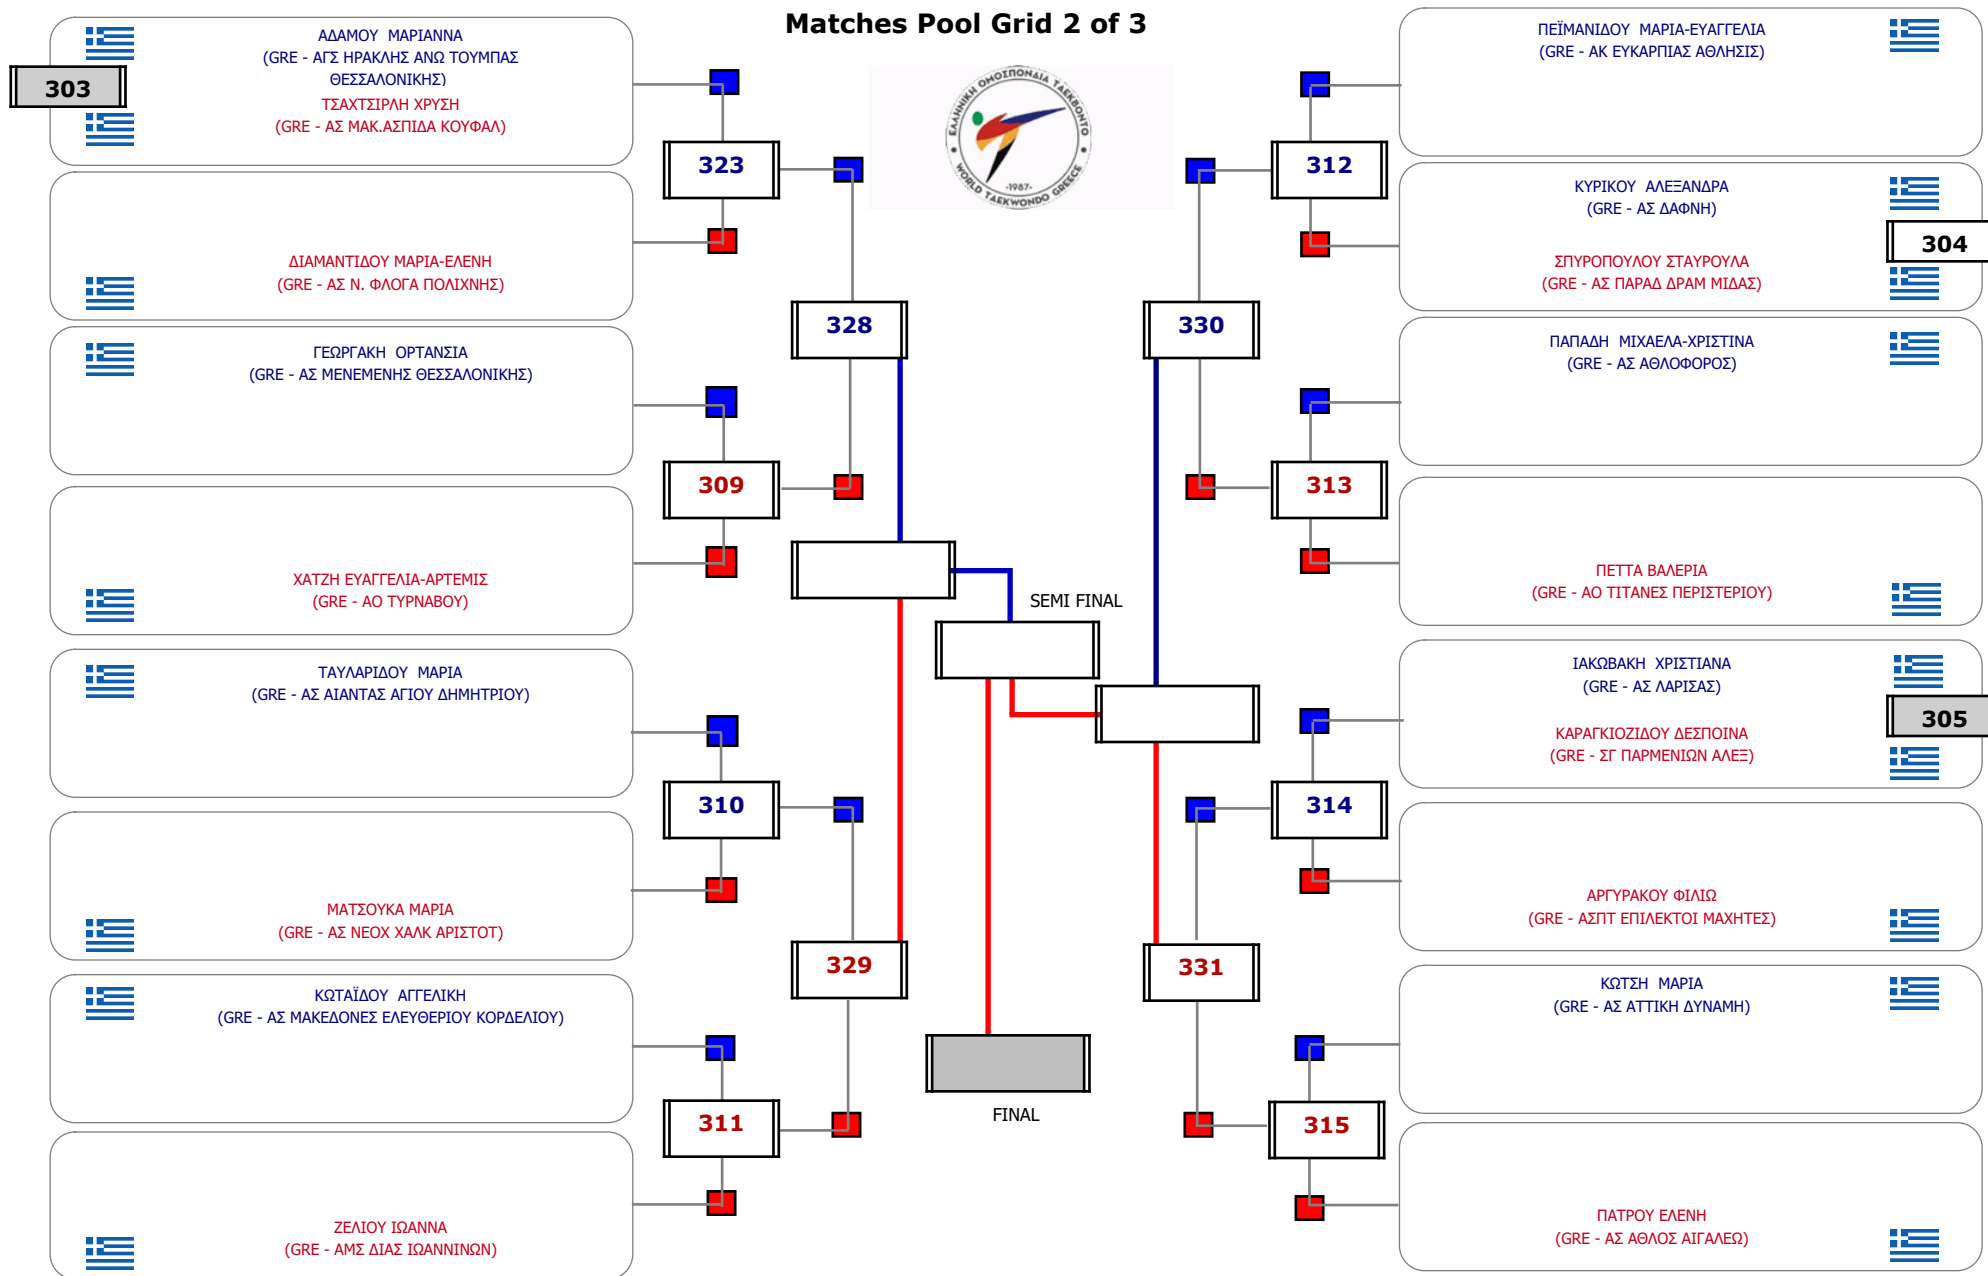 Matches Pool Grid 2 of 3
ΑΔΑΜΟΥ ΜΑΡΙΑΝΝΑ
(GRE - ΑΓΣ ΗΡΑΚΛΗΣ ΑΝΩ ΤΟΥΜΠΑΣ
ΘΕΣΣΑΛΟΝΙΚΗΣ)
303
ΤΣΑΧΤΣΙΡΛΗ ΧΡΥΣΗ
(GRE - ΑΣ ΜΑΚ.ΑΣΠΙΔΑ ΚΟΥΦΑΛ)
323
ΔΙΑΜΑΝΤΙΔΟΥ ΜΑΡΙΑ-ΕΛΕΝΗ
(GRE - ΑΣ Ν. ΦΛΟΓΑ ΠΟΛΙΧΝΗΣ)
328
ΓΕΩΡΓΑΚΗ ΟΡΤΑΝΣΙΑ
(GRE - ΑΣ ΜΕΝΕΜΕΝΗΣ ΘΕΣΣΑΛΟΝΙΚΗΣ)
309
ΧΑΤΖΗ ΕΥΑΓΓΕΛΙΑ-ΑΡΤΕΜΙΣ
(GRE - ΑΟ ΤΥΡΝΑΒΟΥ)
ΤΑΥΛΑΡΙΔΟΥ ΜΑΡΙΑ
(GRE - ΑΣ ΑΙΑΝΤΑΣ ΑΓΙΟΥ ΔΗΜΗΤΡΙΟΥ)
310
ΜΑΤΣΟΥΚΑ ΜΑΡΙΑ
(GRE - ΑΣ ΝΕΟΧ ΧΑΛΚ ΑΡΙΣΤΟΤ)
329
ΚΩΤΑΪΔΟΥ ΑΓΓΕΛΙΚΗ
(GRE - ΑΣ ΜΑΚΕΔΟΝΕΣ ΕΛΕΥΘΕΡΙΟΥ ΚΟΡΔΕΛΙΟΥ)
311
ΖΕΛΙΟΥ ΙΩΑΝΝΑ
(GRE - ΑΜΣ ΔΙΑΣ ΙΩΑΝΝΙΝΩΝ)
ΕΛΛΗΝΙΚΗ ΟΜΟΣΠΟΝΔΙΑ ΤΑΕΚΒΟΝΤΟ
-1987-
WORLD TAEKWONDO GREECE
SEMI FINAL
FINAL
ΠΕΪΜΑΝΙΔΟΥ ΜΑΡΙΑ-ΕΥΑΓΓΕΛΙΑ
(GRE - ΑΚ ΕΥΚΑΡΠΙΑΣ ΑΘΛΗΣΙΣ)
312
ΚΥΡΙΚΟΥ ΑΛΕΞΑΝΔΡΑ
(GRE - ΑΣ ΔΑΦΝΗ)
304
ΣΠΥΡΟΠΟΥΛΟΥ ΣΤΑΥΡΟΥΛΑ
(GRE - ΑΣ ΠΑΡΑΔ ΔΡΑΜ ΜΙΔΑΣ)
330
ΠΑΠΑΔΗ ΜΙΧΑΕΛΑ-ΧΡΙΣΤΙΝΑ
(GRE - ΑΣ ΑΘΛΟΦΟΡΟΣ)
313
ΠΕΤΤΑ ΒΑΛΕΡΙΑ
(GRE - ΑΟ ΤΙΤΑΝΕΣ ΠΕΡΙΣΤΕΡΙΟΥ)
ΙΑΚΩΒΑΚΗ ΧΡΙΣΤΙΑΝΑ
(GRE - ΑΣ ΛΑΡΙΣΑΣ)
305
ΚΑΡΑΓΚΙΟΖΙΔΟΥ ΔΕΣΠΟΙΝΑ
(GRE - ΣΓ ΠΑΡΜΕΝΙΩΝ ΑΛΕΞ)
314
ΑΡΓΥΡΑΚΟΥ ΦΙΛΙΩ
(GRE - ΑΣΠΤ ΕΠΙΛΕΚΤΟΙ ΜΑΧΗΤΕΣ)
331
ΚΩΤΣΗ ΜΑΡΙΑ
(GRE - ΑΣ ΑΤΤΙΚΗ ΔΥΝΑΜΗ)
315
ΠΑΤΡΟΥ ΕΛΕΝΗ
(GRE - ΑΣ ΑΘΛΟΣ ΑΙΓΑΛΕΩ)